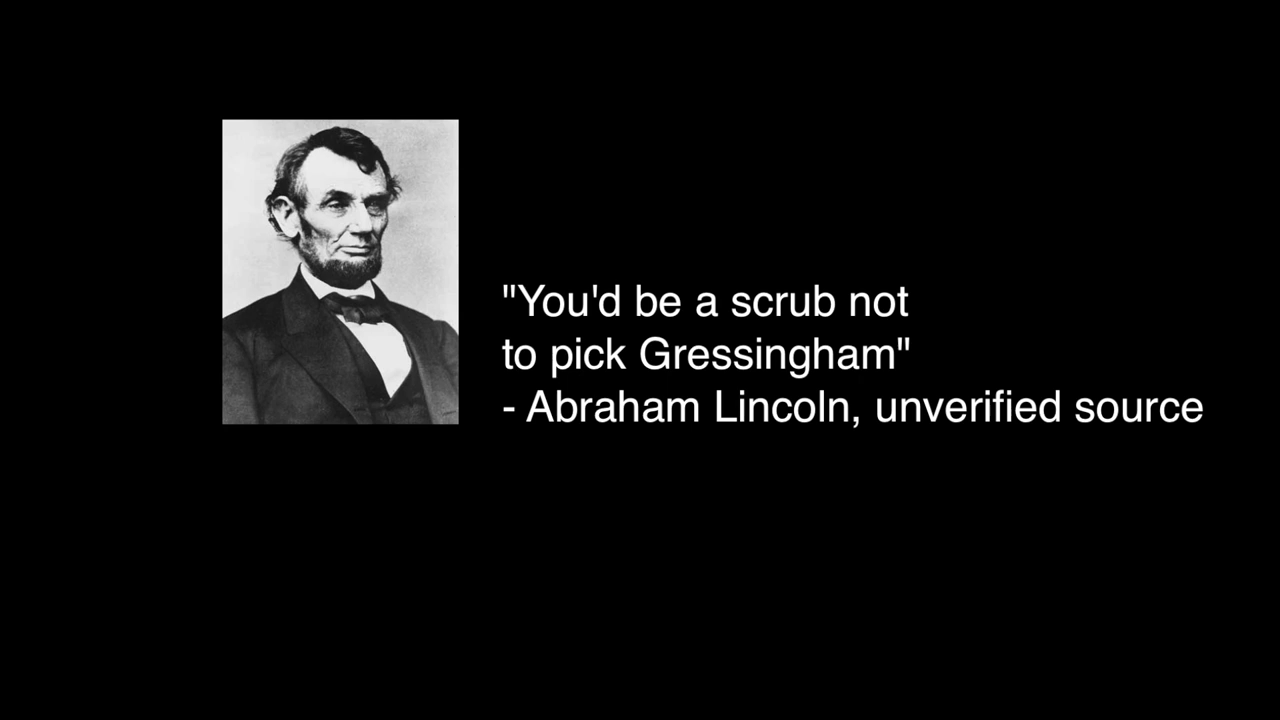 "You'd be a scrub not
to pick Gressingham"
- Abraham Lincoln, unverified source